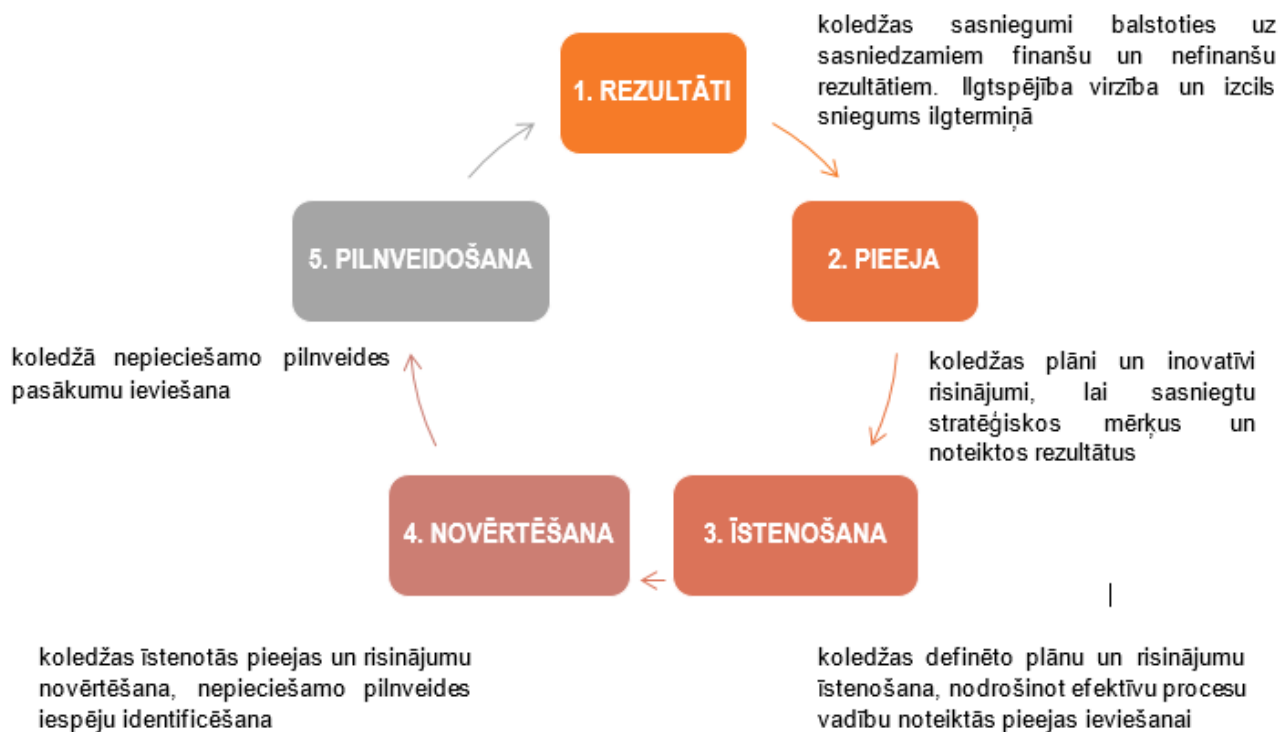 1. REZULTĀTI
koledžas sasniegumi balstoties uz
sasniedzamiem finanšu un nefinanšu
rezultātiem. Ilgtspējība virzība un izcils
sniegums ilgtermiņā
2. PIEEJA
koledžas plāni un inovatīvi
risinājumi, lai sasniegtu
stratēģiskos mērķus un
noteiktos rezultātus
3. ĪSTENOŠANA
koledžas definēto plānu un risinājumu
īstenošana, nodrošinot efektīvu procesu
vadību noteiktās pieejas ieviešanai
4. NOVĒRTĒŠANA
koledžas īstenotās pieejas un risinājumu
novērtēšana, nepieciešamo pilnveides
iespēju identificēšana
5. PILNVEIDOŠANA
koledžā nepieciešamo pilnveides
pasākumu ieviešana